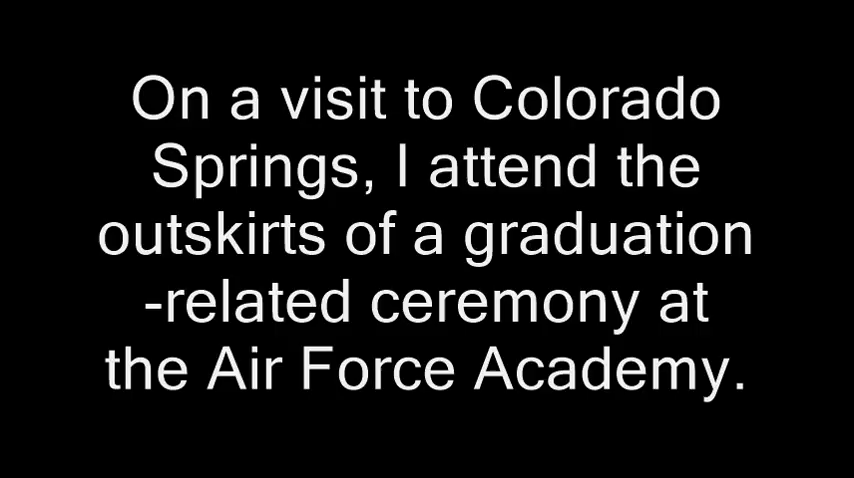 On a visit to Colorado
Springs, I attend the
outskirts of a graduation
-related ceremony at
the Air Force Academy.